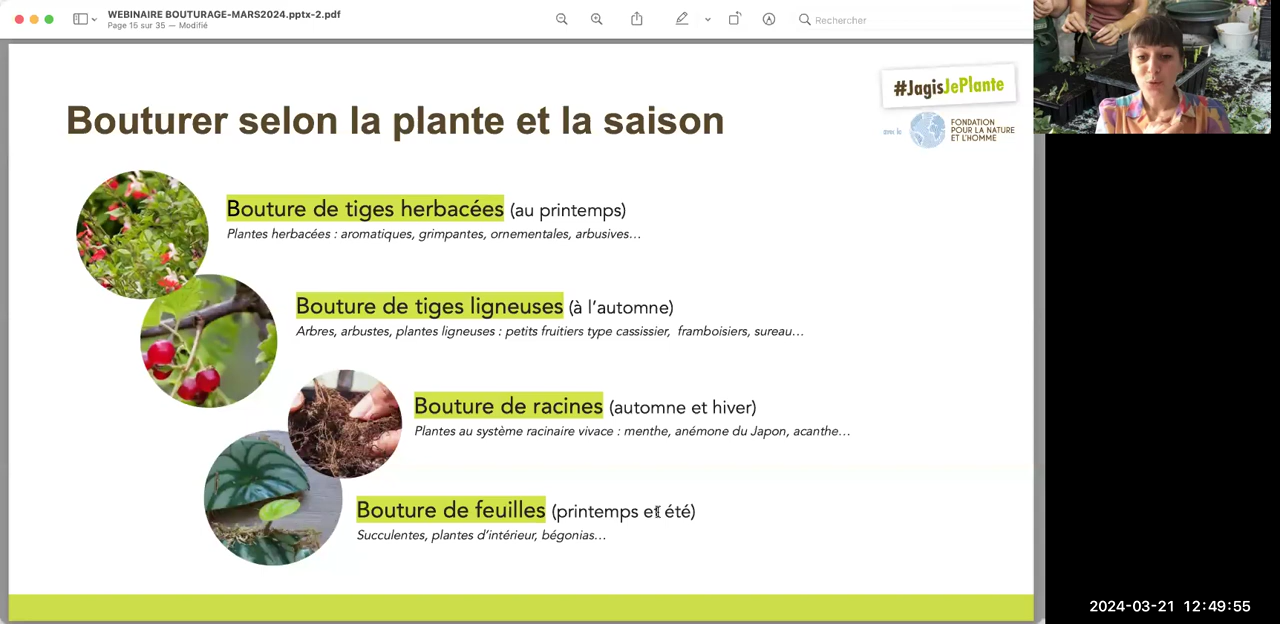 WEBINAIRE BOUTURAGE-MARS2024.pptx-2.pdf
Page 15 sur 35 — Modifié
Rechercher
#JagisJePlante
avec la
FONDATION
POUR LA NATURE
ET L'HOMME
Bouturer selon la plante et la saison
Bouture de tiges herbacées (au printemps)
Plantes herbacées : aromatiques, grimpantes, ornementales, arbusives...
Bouture de tiges ligneuses (à l'automne)
Arbres, arbustes, plantes ligneuses : petits fruitiers type cassissier, framboisiers, sureau...
Bouture de racines (automne et hiver)
Plantes au système racinaire vivace : menthe, anémone du Japon, acanthe...
Bouture de feuilles (printemps et été)
Succulentes, plantes d'intérieur, bégonias...
2024-03-21 12:49:55